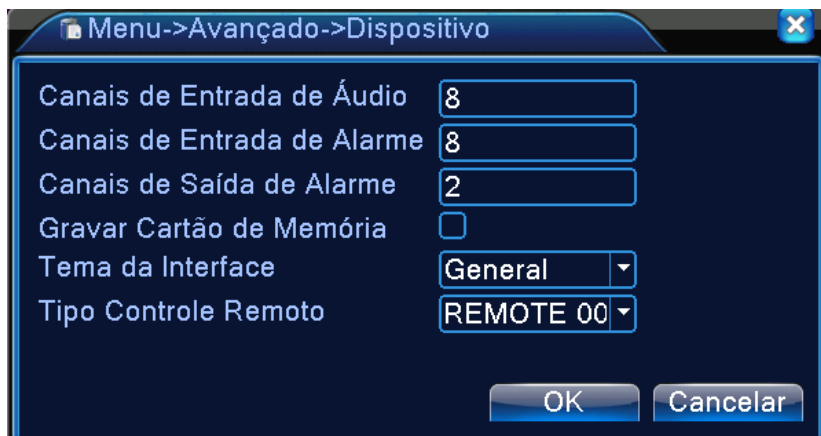 Menu->Avançado->Dispositivo
Canais de Entrada de Áudio 8
Canais de Entrada de Alarme 8
Canais de Saída de Alarme 2
Gravar Cartão de Memória
Tema da Interface General
Tipo Controle Remoto REMOTE 00
OK Cancelar